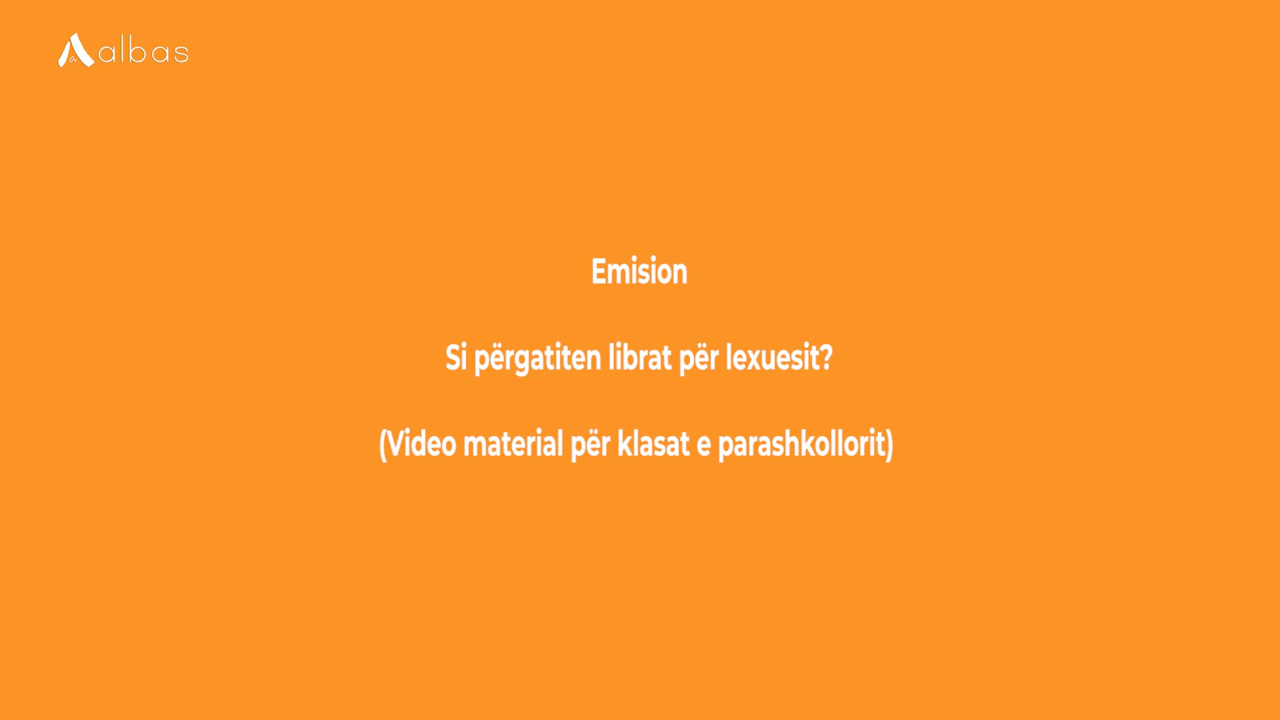 albas
Emision
Si përgatiten librat për lexuesit?
(Video material për klasat e parashkollorit)